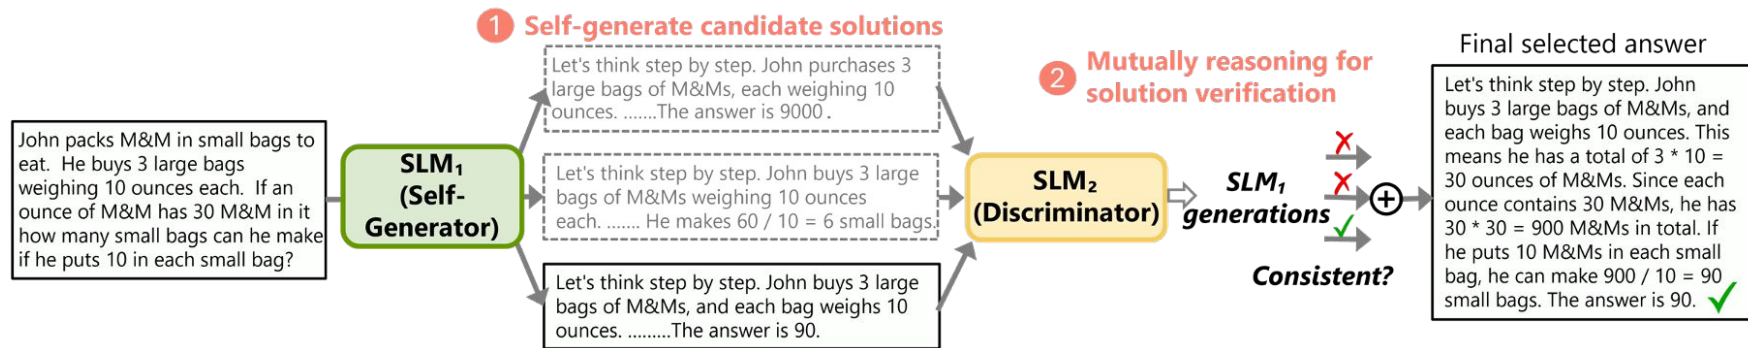 1 Self-generate candidate solutions
John packs M&M in small bags to
eat. He buys 3 large bags
weighing 10 ounces each. If an
ounce of M&M has 30 M&M in it
how many small bags can he make
if he puts 10 in each small bag?
SLM₁
(Self-
Generator)
Let's think step by step. John purchases 3
large bags of M&Ms, each weighing 10
ounces. .......The answer is 9000.
Let's think step by step. John buys 3 large
bags of M&Ms weighing 10 ounces
each. ....... He makes 60 / 10 = 6 small bags.
Let's think step by step. John buys 3 large
bags of M&Ms, and each bag weighs 10
ounces. .........The answer is 90.
SLM₂
(Discriminator)
2 Mutually reasoning for
solution verification
SLM₁
generations
Consistent?
Final selected answer
Let's think step by step. John
buys 3 large bags of M&Ms, and
each bag weighs 10 ounces. This
means he has a total of 3 * 10 =
30 ounces of M&Ms. Since each
ounce contains 30 M&Ms, he has
30 * 30 = 900 M&Ms in total. If
he puts 10 M&Ms in each small
bag, he can make 900 / 10 = 90
small bags. The answer is 90.